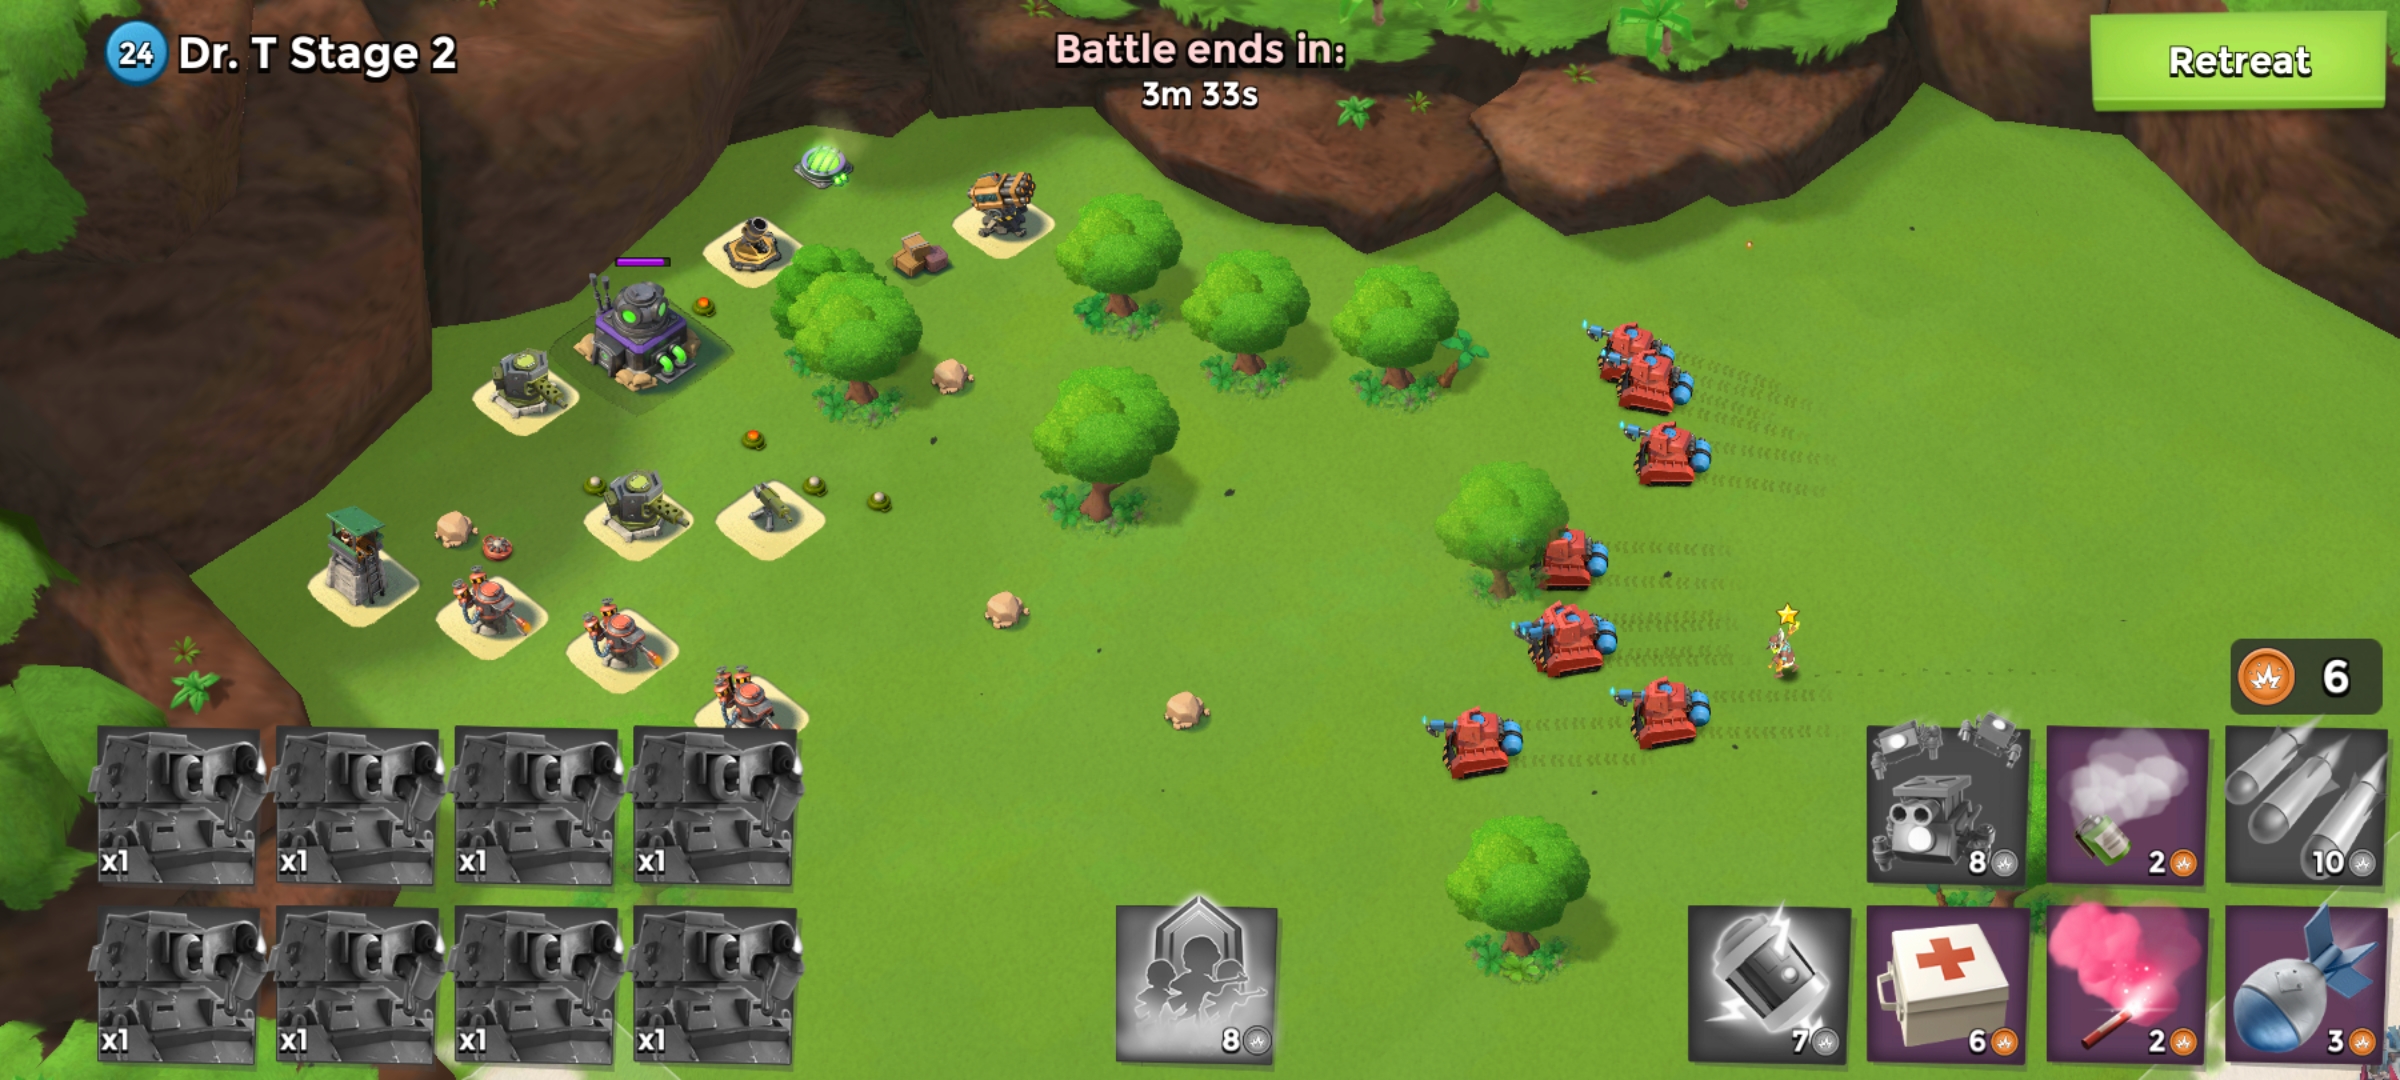 24 Dr. T Stage 2
Battle ends in:
3m 33s
Retreat
6
x1 x1 x1 x1
8 2 10
x1 x1 x1 x1
8
7 6 2 3